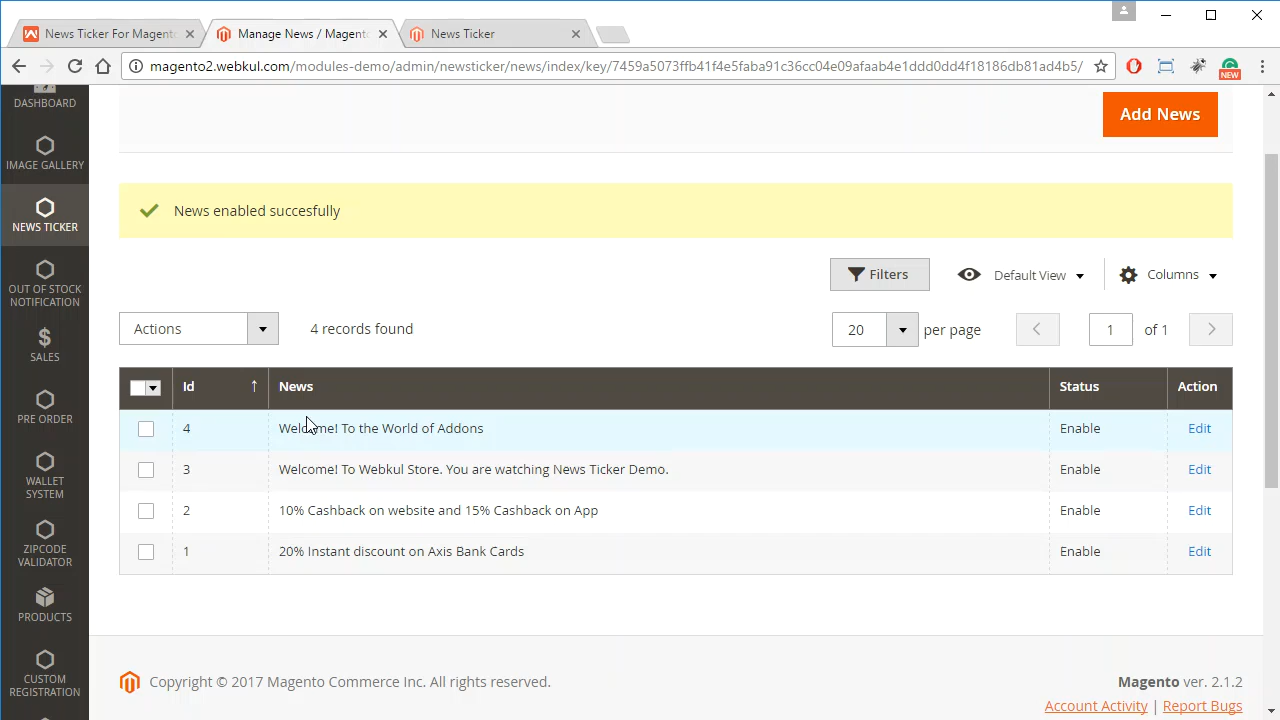 News Ticker For Magent
Manage News / Magent
News Ticker
magento2.webkul.com/modules-demo/admin/newsticker/news/index/key/7459a5073ffb41f4e5faba91c36cc04e09afaab4e1ddd0dd4f18186db81ad4b5/
NEW
DASHBOARD
IMAGE GALLERY
NEWS TICKER
OUT OF STOCK
NOTIFICATION
SALES
PRE ORDER
WALLET
SYSTEM
ZIPCODE
VALIDATOR
PRODUCTS
CUSTOM
REGISTRATION
Add News
News enabled succesfully
Filters
Default View
Columns
Actions
4 records found
20
per page
1
of 1
Id ↑ News Status Action
4 Welcome! To the World of Addons Enable Edit
3 Welcome! To Webkul Store. You are watching News Ticker Demo. Enable Edit
2 10% Cashback on website and 15% Cashback on App Enable Edit
1 20% Instant discount on Axis Bank Cards Enable Edit
Copyright © 2017 Magento Commerce Inc. All rights reserved.
Magento ver. 2.1.2
Account Activity | Report Bugs